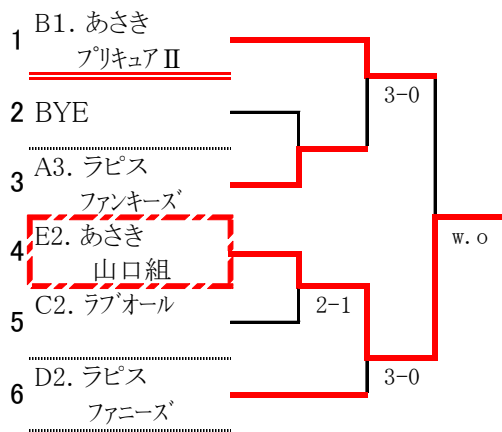 1 B1. あさき
プリキュアⅡ
2 BYE
3 A3. ラピス
ファンキーズ
4 E2. あさき
山口組
5 C2. ラブオール
6 D2. ラピス
ファニーズ
3-0
2-1
3-0
w.o